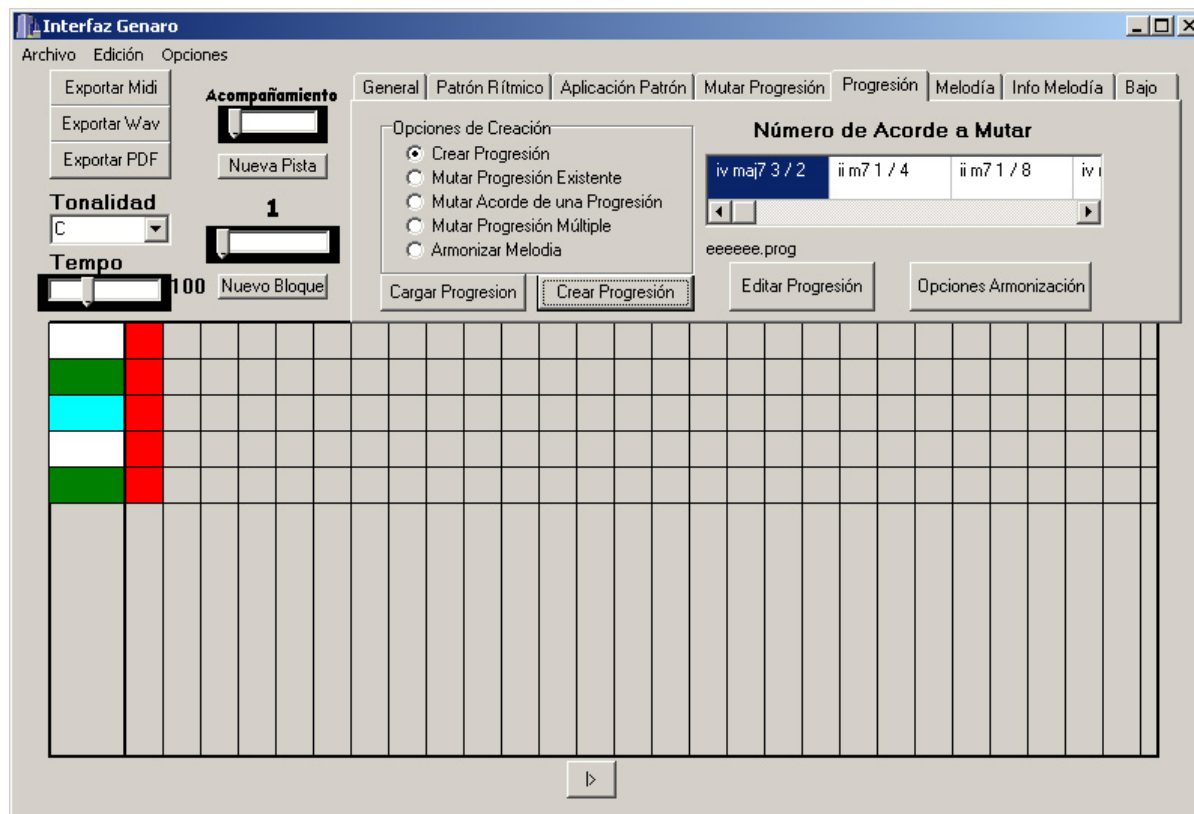 Interfaz Genaro
Archivo Edición Opciones
Exportar Midi
Exportar Wav
Exportar PDF
Tonalidad
C
Tempo
100
Acompañamiento
Nueva Pista
1
Nuevo Bloque
General Patrón Rítmico Aplicación Patrón Mutar Progresión Progresión Melodía Info Melodía Bajo
Opciones de Creación
Crear Progresión
Mutar Progresión Existente
Mutar Acorde de una Progresión
Mutar Progresión Múltiple
Armonizar Melodia
Cargar Progresion Crear Progresión
Número de Acorde a Mutar
iv maj7 3 / 2 ii m7 1 / 4 ii m7 1 / 8 iv
eeeeee.prog
Editar Progresión Opciones Armonización